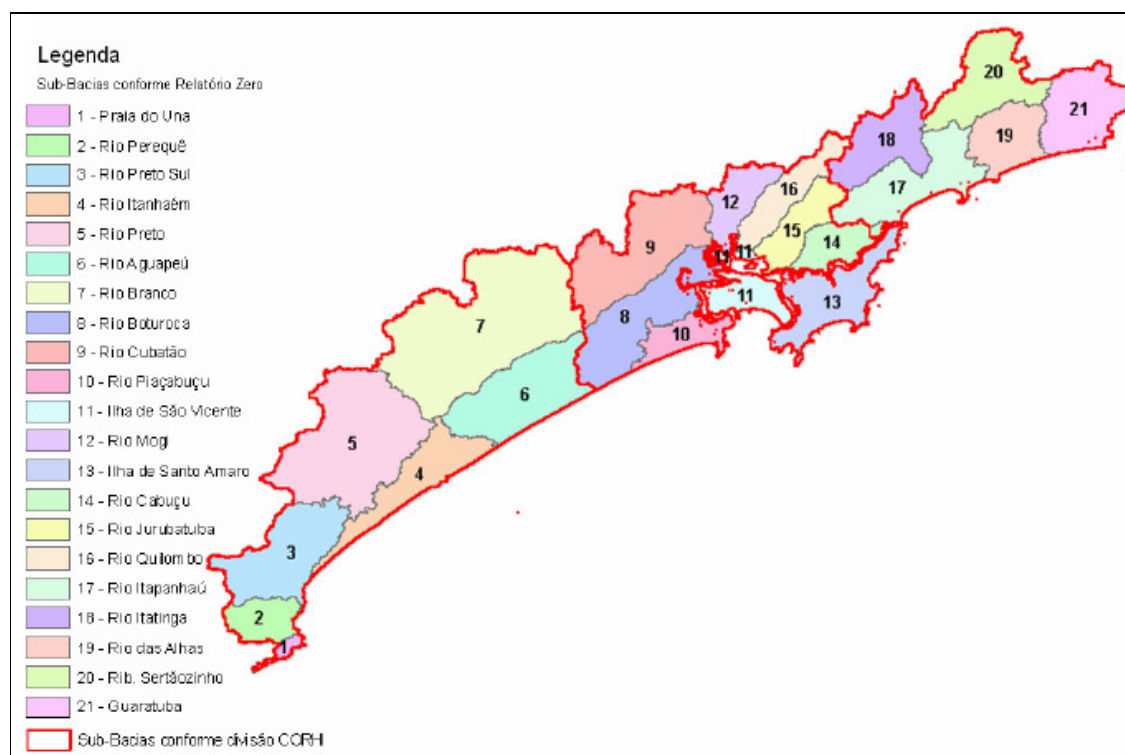 Legenda
Sub-Bacias conforme Relatório Zero
1 - Praia do Una
2 - Rio Perequê
3 - Rio Preto Sul
4 - Rio Itanhaém
5 - Rio Preto
6 - Rio Aguapeú
7 - Rio Branco
8 - Rio Boturoca
9 - Rio Cubatão
10 - Rio Piaçabuçu
11 - Ilha de São Vicente
12 - Rio Mogi
13 - Ilha de Santo Amaro
14 - Rio Cabuçu
15 - Rio Jurubatuba
16 - Rio Quilombo
17 - Rio Itapanhaú
18 - Rio Itatinga
19 - Rio das Alhas
20 - Rib. Sertãozinho
21 - Guaratuba
Sub-Bacias conforme divisão CORHI
20
21
19
18
17
16
12
15
14
11
11
11
13
9
8
10
7
6
5
4
3
2
1